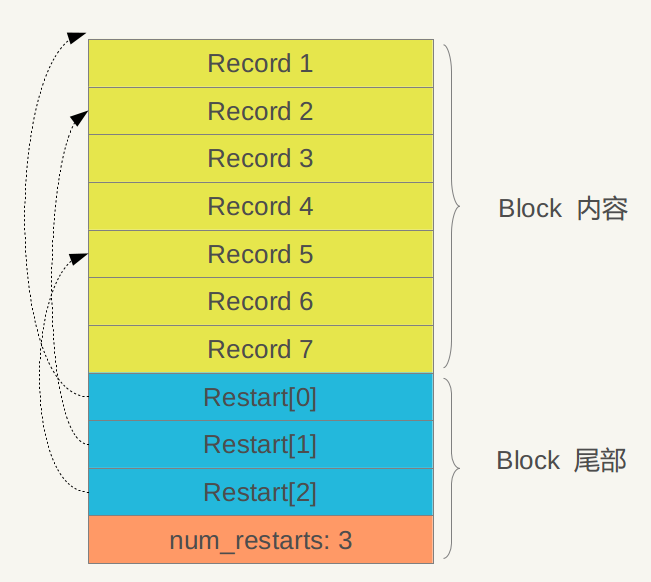 Record 1
Record 2
Record 3
Record 4
Record 5
Record 6
Record 7
Restart[0]
Restart[1]
Restart[2]
num_restarts: 3
Block 内容
Block 尾部